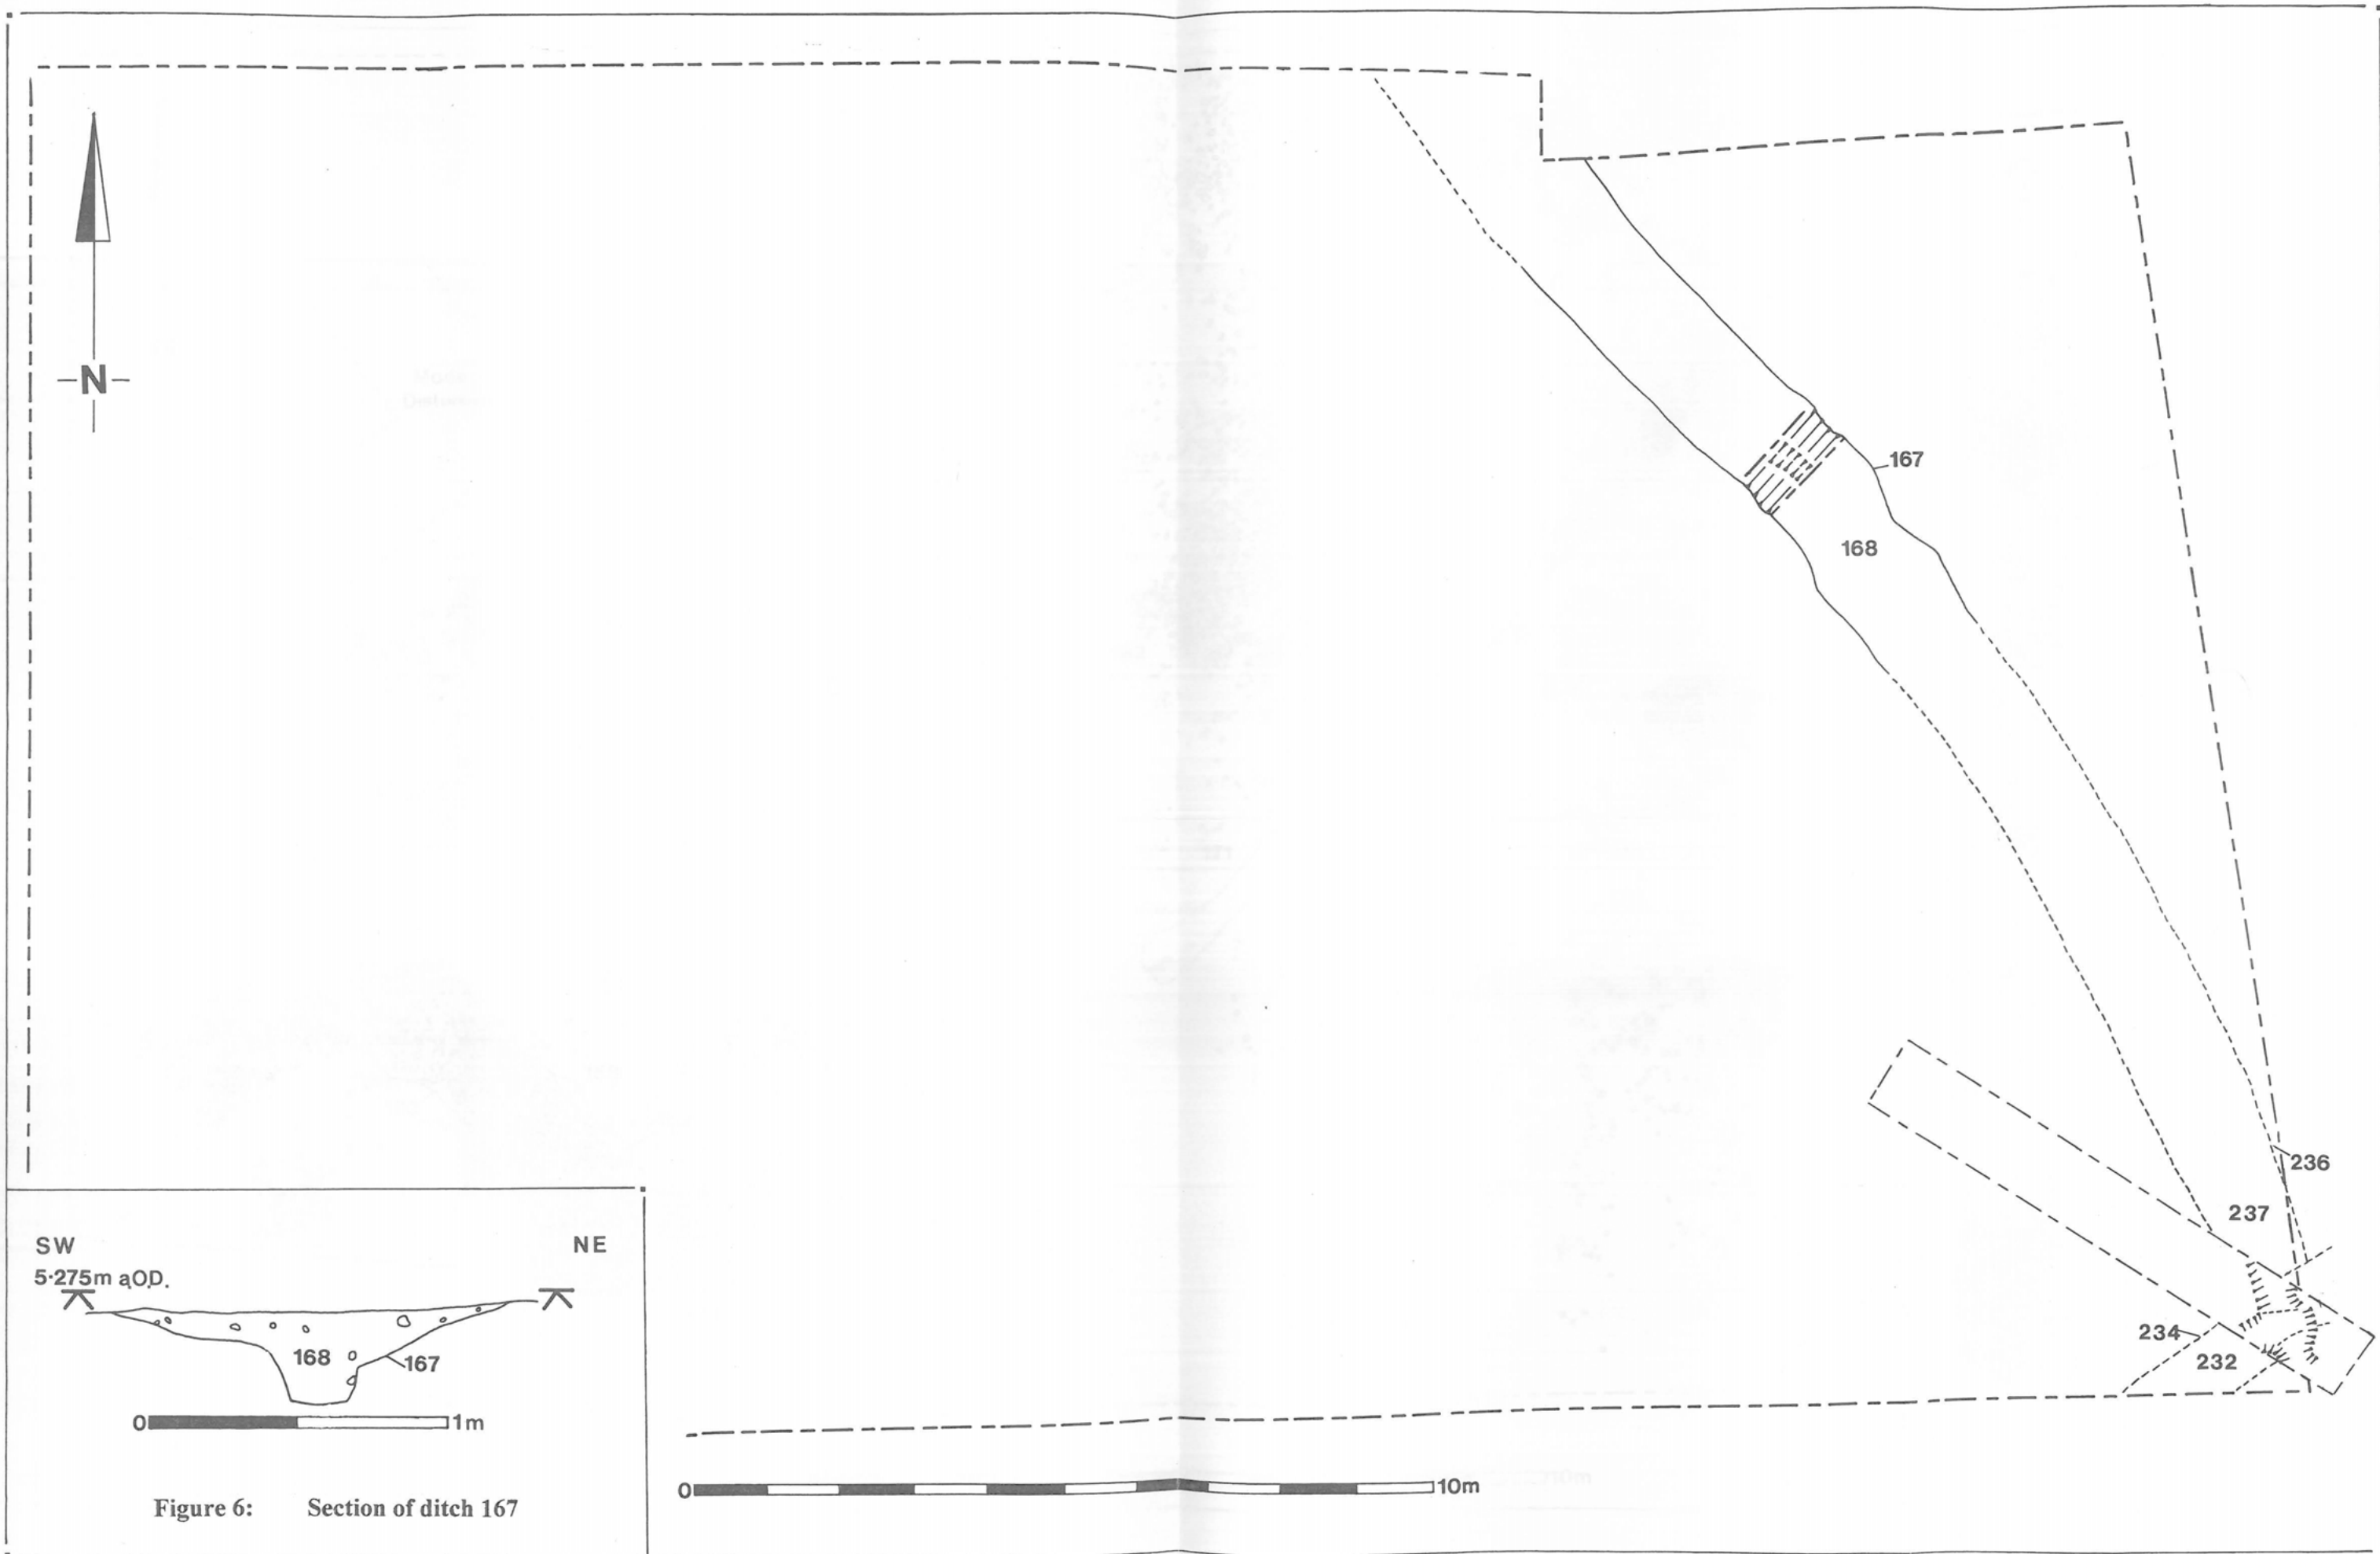 N
167
168
236
237
234
232
SW NE
5·275m a.O.D.
168
167
0 1m
0 10m
Figure 6: Section of ditch 167